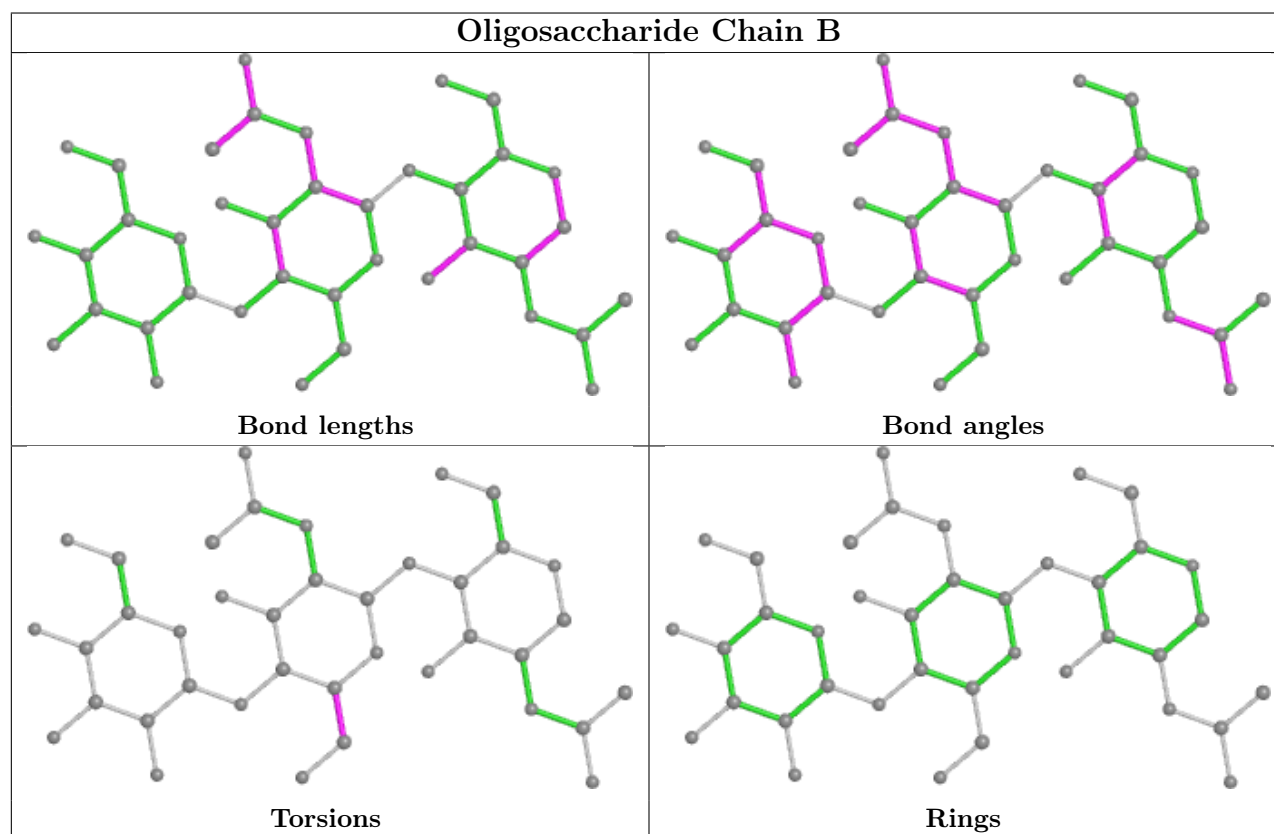 Oligosaccharide Chain B
Bond lengths
Bond angles
Torsions
Rings